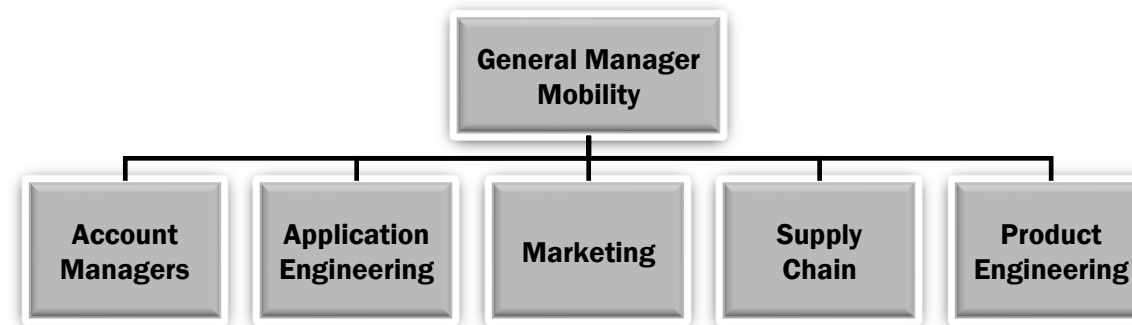 General Manager
Mobility
Account
Managers
Application
Engineering
Marketing
Supply
Chain
Product
Engineering